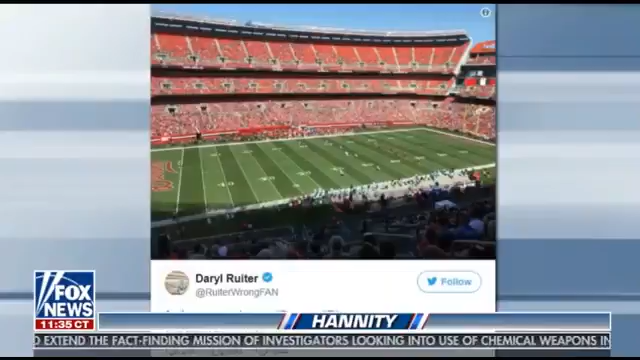 Daryl Ruiter
@RuiterWrongFAN
Follow
FOX
NEWS
11:35 CT
HANNITY
D EXTEND THE FACT-FINDING MISSION OF INVESTIGATORS LOOKING INTO USE OF CHEMICAL WEAPONS IN